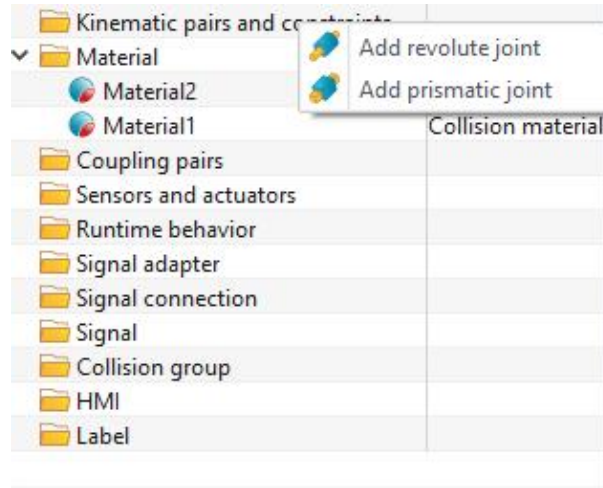 Kinematic pairs and constraints
Add revolute joint
Material
Add prismatic joint
Material2
Material1 Collision material
Coupling pairs
Sensors and actuators
Runtime behavior
Signal adapter
Signal connection
Signal
Collision group
HMI
Label